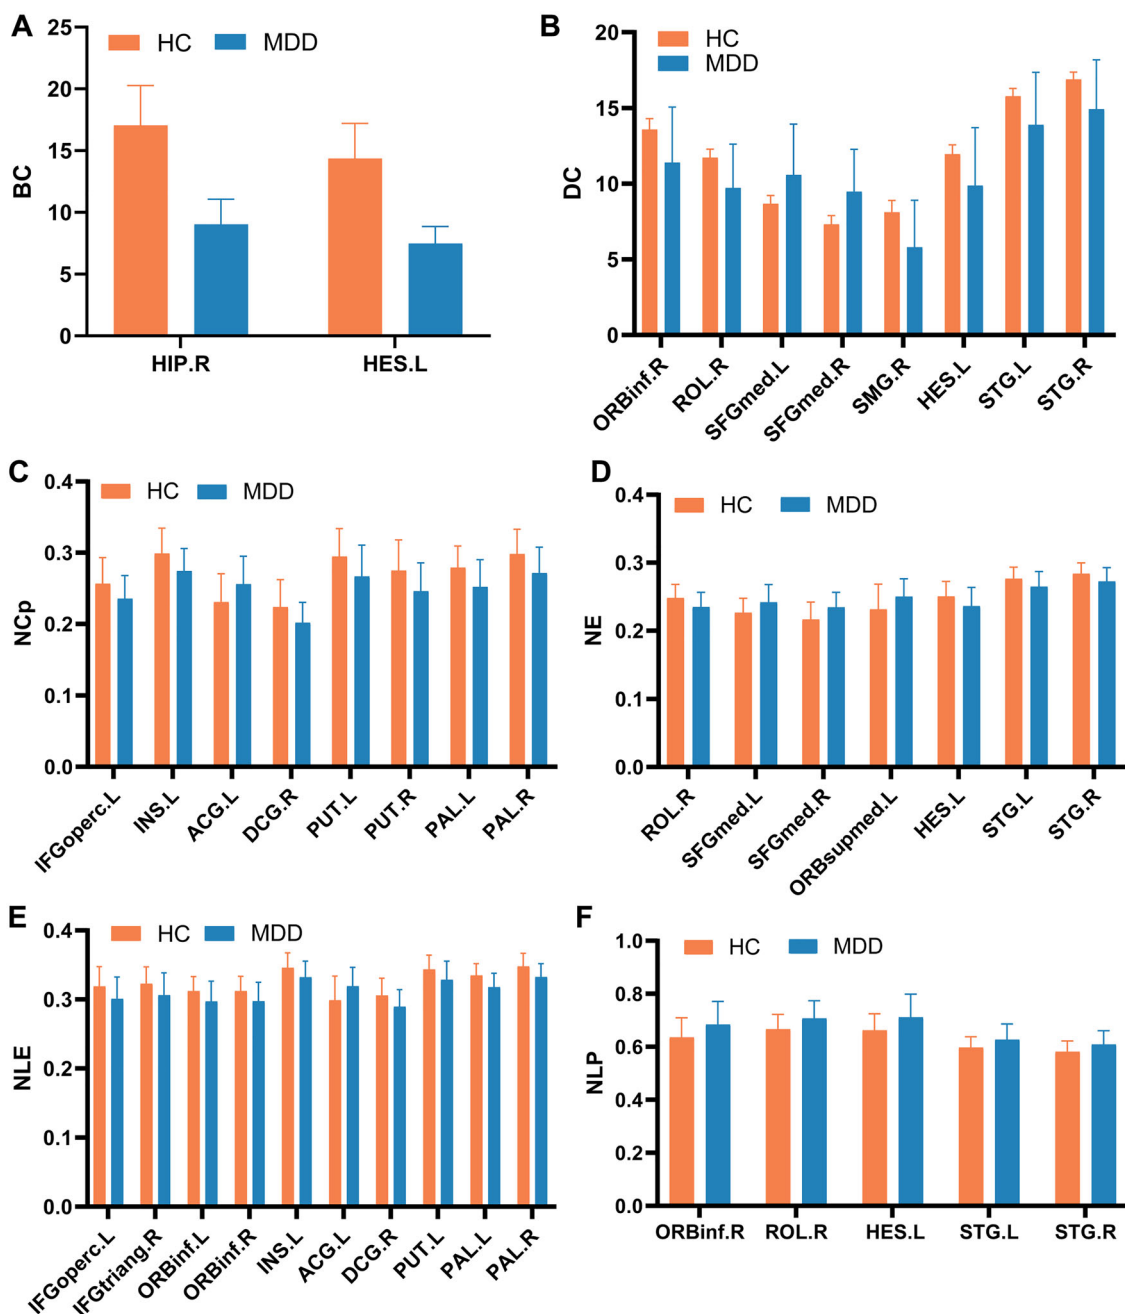 A
HC MDD
BC
25
20
15
10
5
0
HIP.R HES.L
B
HC
MDD
DC
20
15
10
5
0
ORBinf.R ROL.R SFGmed.L SFGmed.R SMG.R HES.L STG.L STG.R
C
HC MDD
NCp
0.4
0.3
0.2
0.1
0.0
IFGoperc.L INS.L ACG.L DCG.R PUT.L PUT.R PAL.L PAL.R
D
HC MDD
NE
0.4
0.3
0.2
0.1
0.0
ROL.R SFGmed.L SFGmed.R ORBsupmed.L HES.L STG.L STG.R
E
HC MDD
NLE
0.4
0.3
0.2
0.1
0.0
IFGoperc.L IFGtriang.R ORBinf.L ORBinf.R INS.L ACG.L DCG.R PUT.L PAL.L PAL.R
F
HC MDD
NLP
1.0
0.8
0.6
0.4
0.2
0.0
ORBinf.R ROL.R HES.L STG.L STG.R